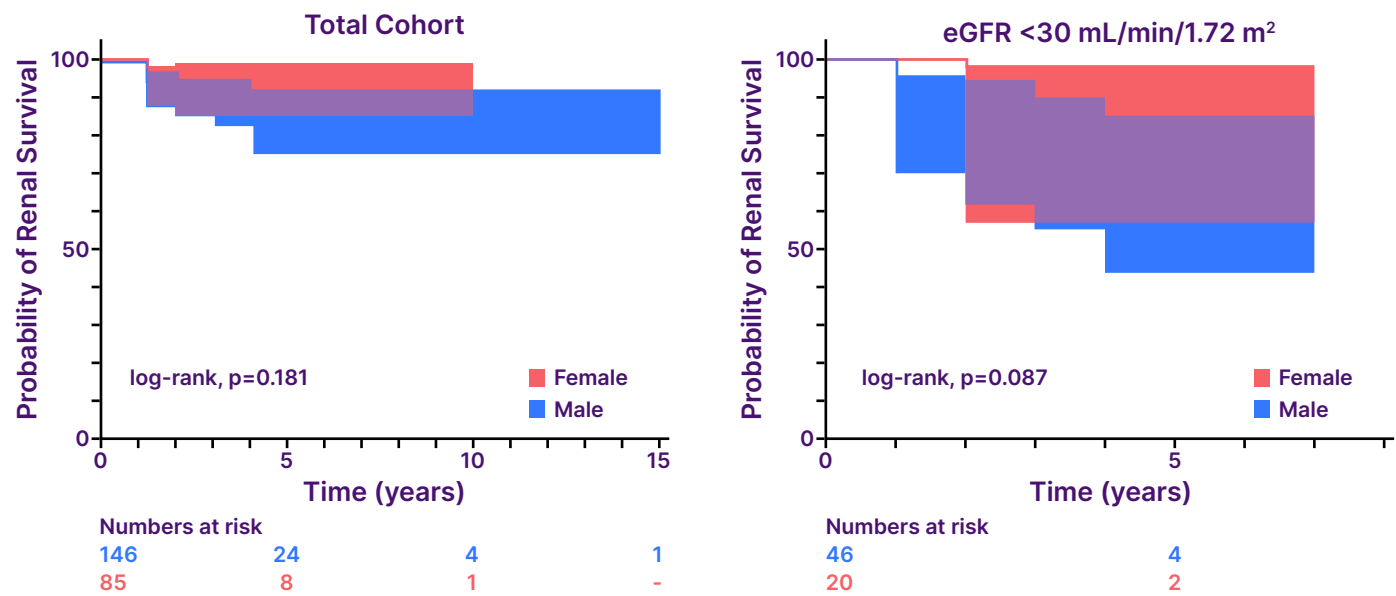 Total Cohort
Probability of Renal Survival
100
50
0
log-rank, p=0.181
Female
Male
0 5 10 15
Time (years)
Numbers at risk
146 24 4 1
85 8 1 -
eGFR <30 mL/min/1.72 m²
Probability of Renal Survival
100
50
0
log-rank, p=0.087
Female
Male
0 5
Time (years)
Numbers at risk
46 4
20 2